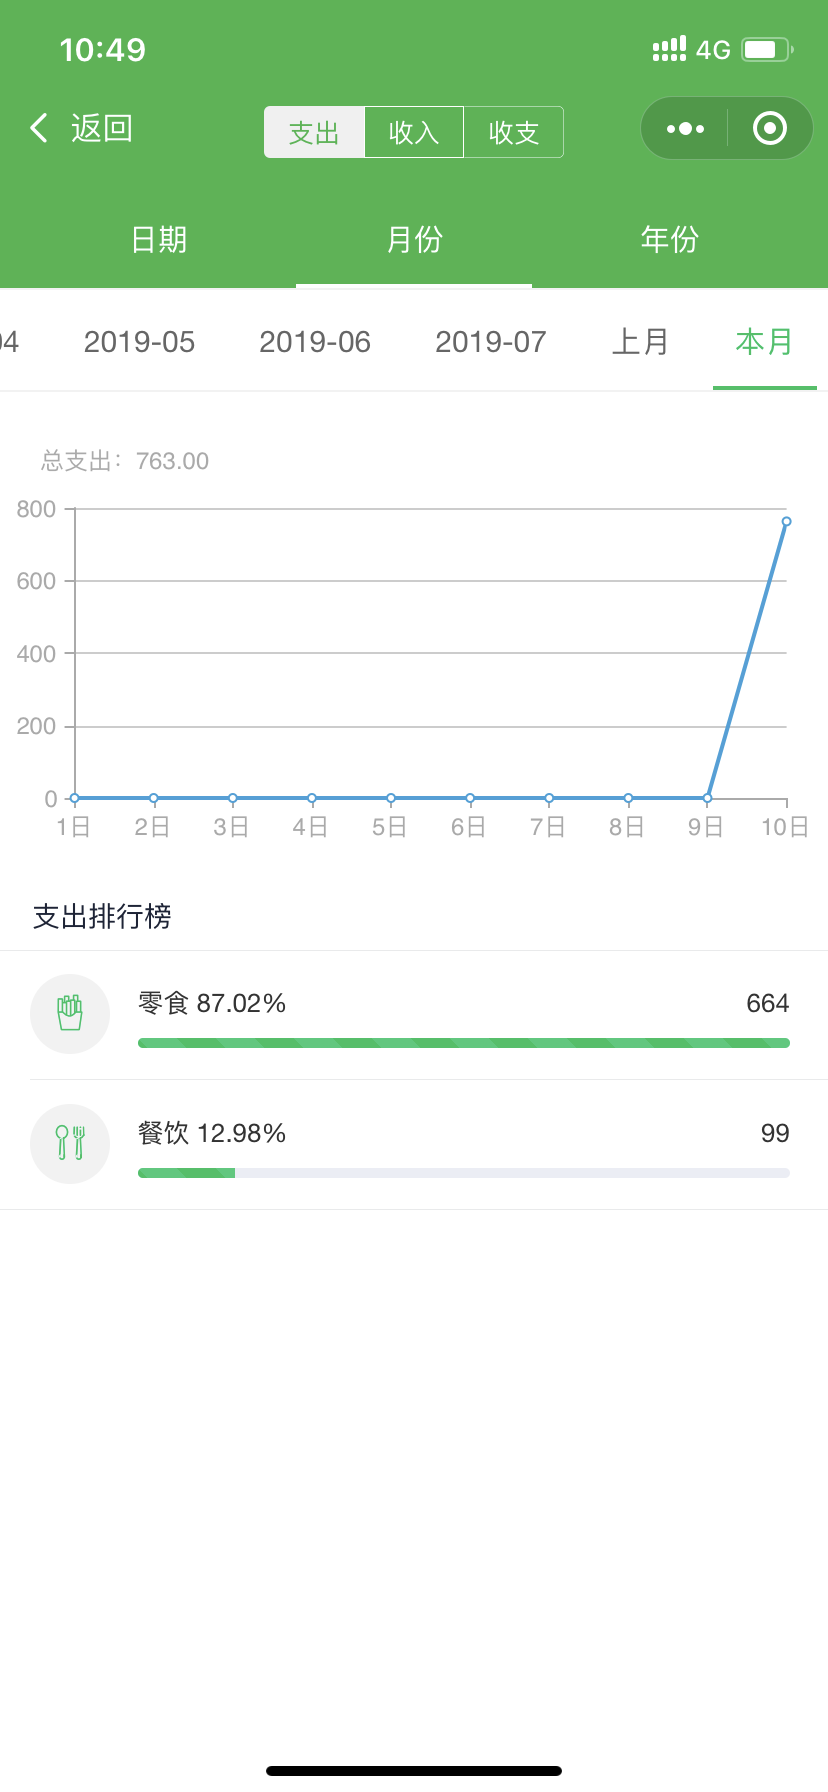 10:49 4G
返回 支出 收入 收支
日期 月份 年份
04 2019-05 2019-06 2019-07 上月 本月
总支出：763.00
800
600
400
200
0
1日 2日 3日 4日 5日 6日 7日 8日 9日 10日
支出排行榜
零食 87.02% 664
餐饮 12.98% 99